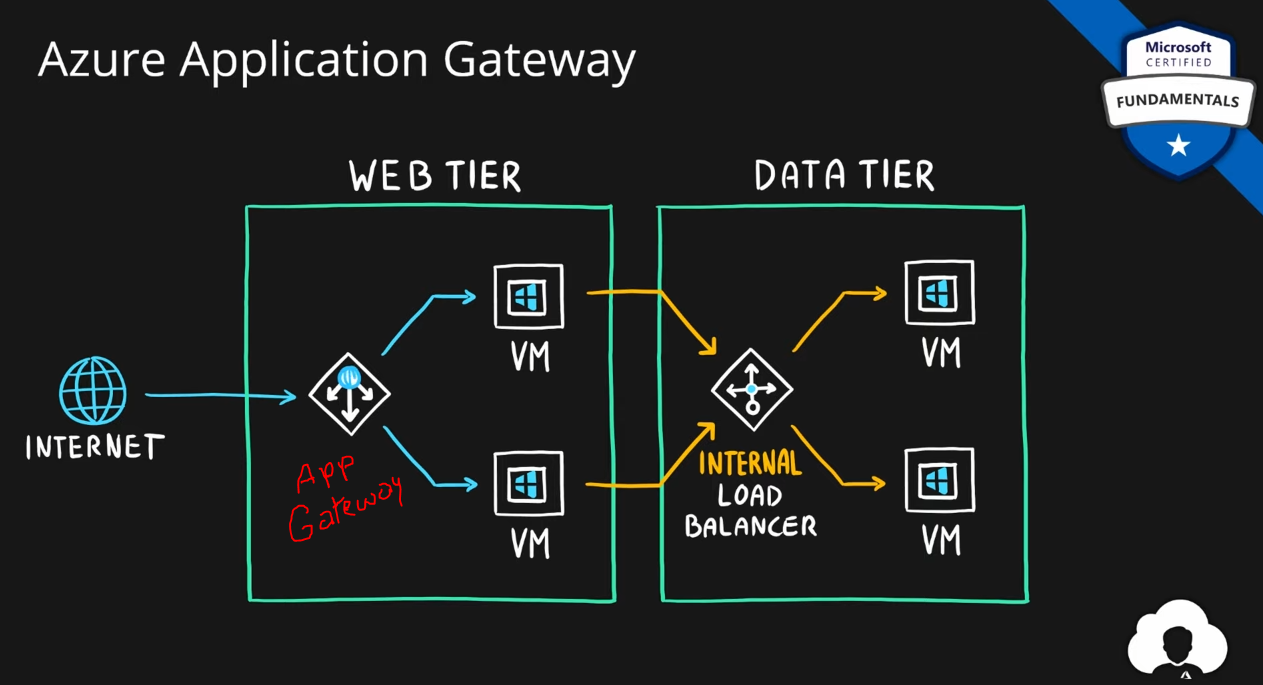 Azure Application Gateway
Microsoft
CERTIFIED
FUNDAMENTALS
WEB TIER
DATA TIER
VM
VM
INTERNET
App
Gateway
INTERNAL
LOAD
BALANCER
VM
VM